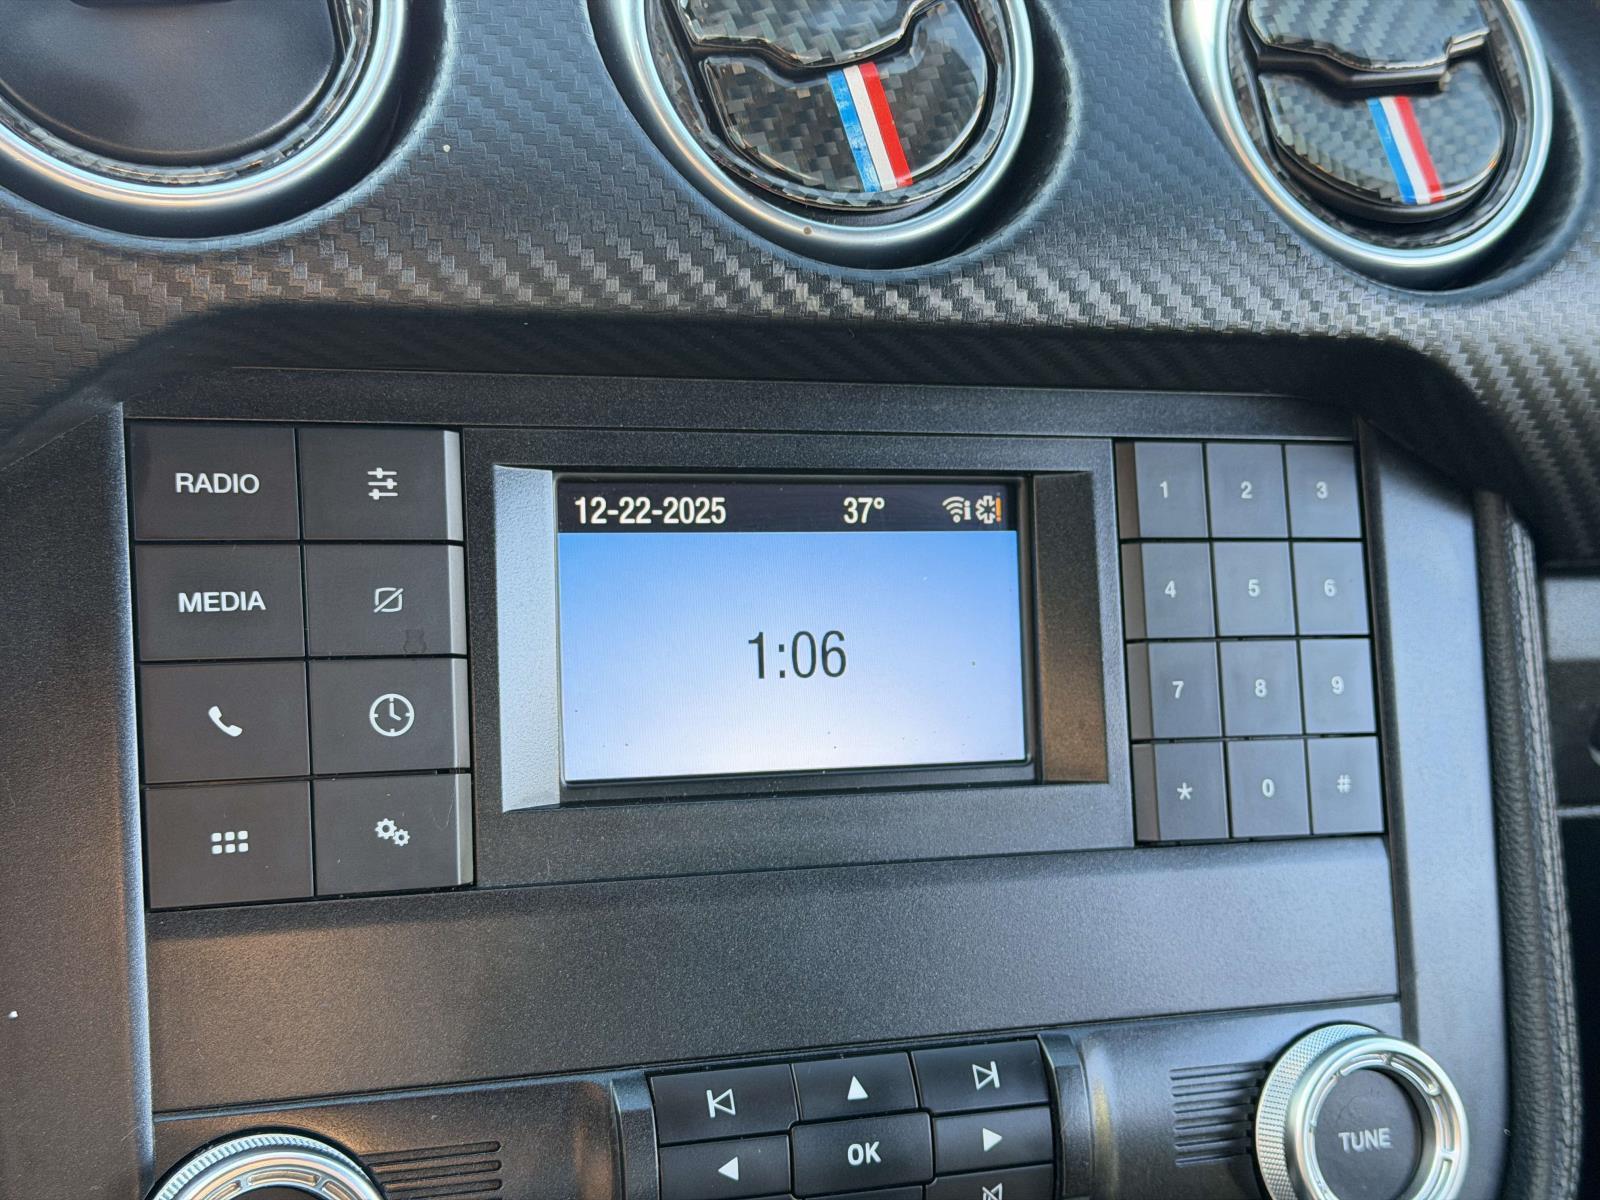 12-22-2025 37°
1:06
RADIO
MEDIA
1 2 3
4 5 6
7 8 9
* 0 #
OK
TUNE